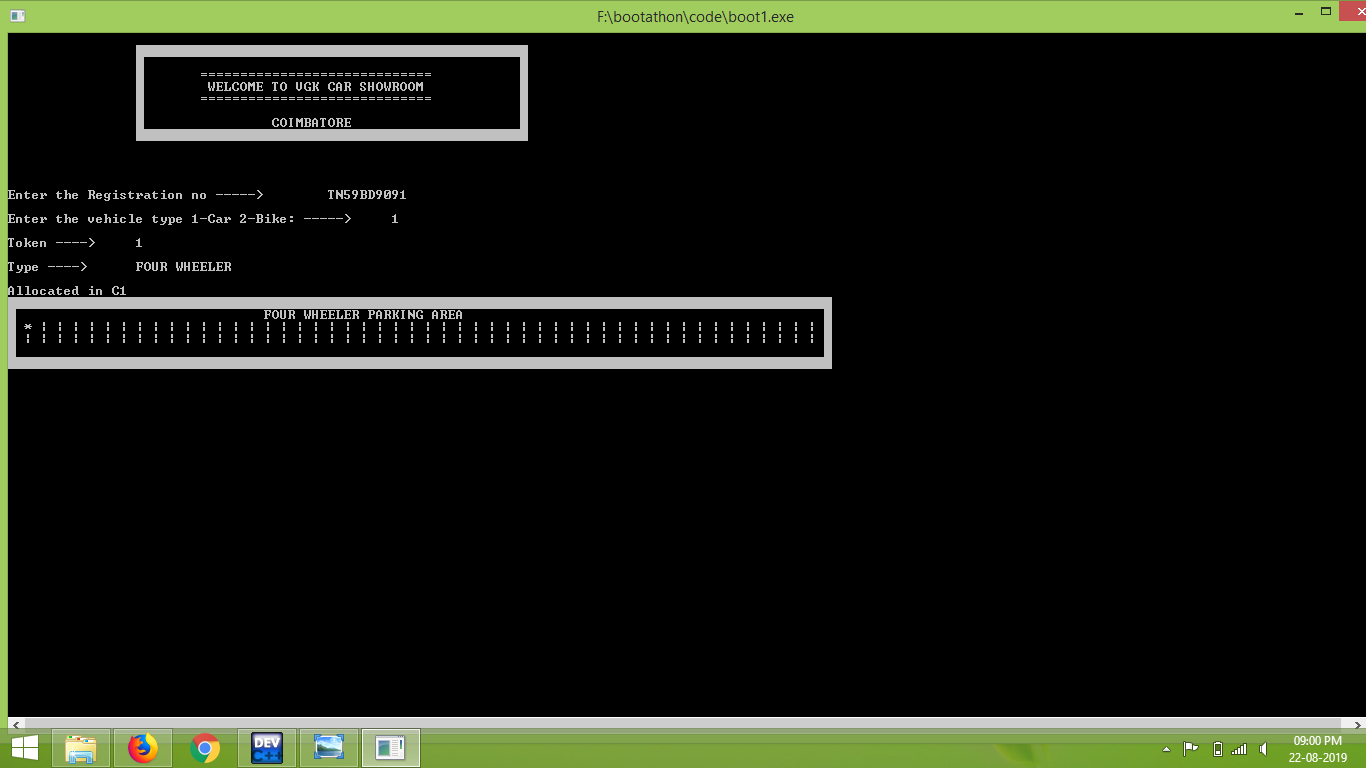 F:\bootathon\code\boot1.exe
=============================
WELCOME TO VGK CAR SHOWROOM
=============================
COIMBATORE
Enter the Registration no -----> TN59BD9091
Enter the vehicle type 1-Car 2-Bike: -----> 1
Token ----> 1
Type ----> FOUR WHEELER
Allocated in C1
FOUR WHEELER PARKING AREA
* ¦ ¦ ¦ ¦ ¦ ¦ ¦ ¦ ¦ ¦ ¦ ¦ ¦ ¦ ¦ ¦ ¦ ¦ ¦ ¦ ¦ ¦ ¦ ¦ ¦ ¦ ¦ ¦ ¦ ¦ ¦ ¦ ¦ ¦ ¦ ¦ ¦ ¦ ¦ ¦ ¦ ¦ ¦ ¦ ¦ ¦ ¦ ¦ ¦
¦ ¦ ¦ ¦ ¦ ¦ ¦ ¦ ¦ ¦ ¦ ¦ ¦ ¦ ¦ ¦ ¦ ¦ ¦ ¦ ¦ ¦ ¦ ¦ ¦ ¦ ¦ ¦ ¦ ¦ ¦ ¦ ¦ ¦ ¦ ¦ ¦ ¦ ¦ ¦ ¦ ¦ ¦ ¦ ¦ ¦ ¦ ¦ ¦ ¦
DEV
C++
09:00 PM
22-08-2019